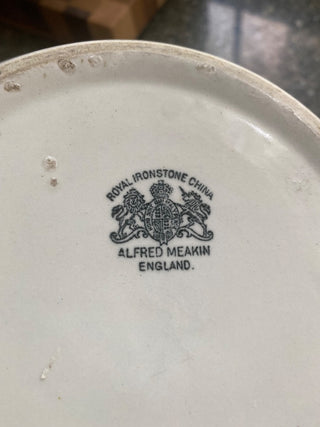 ROYAL IRONSTONE CHINA
ALFRED MEAKIN
ENGLAND.